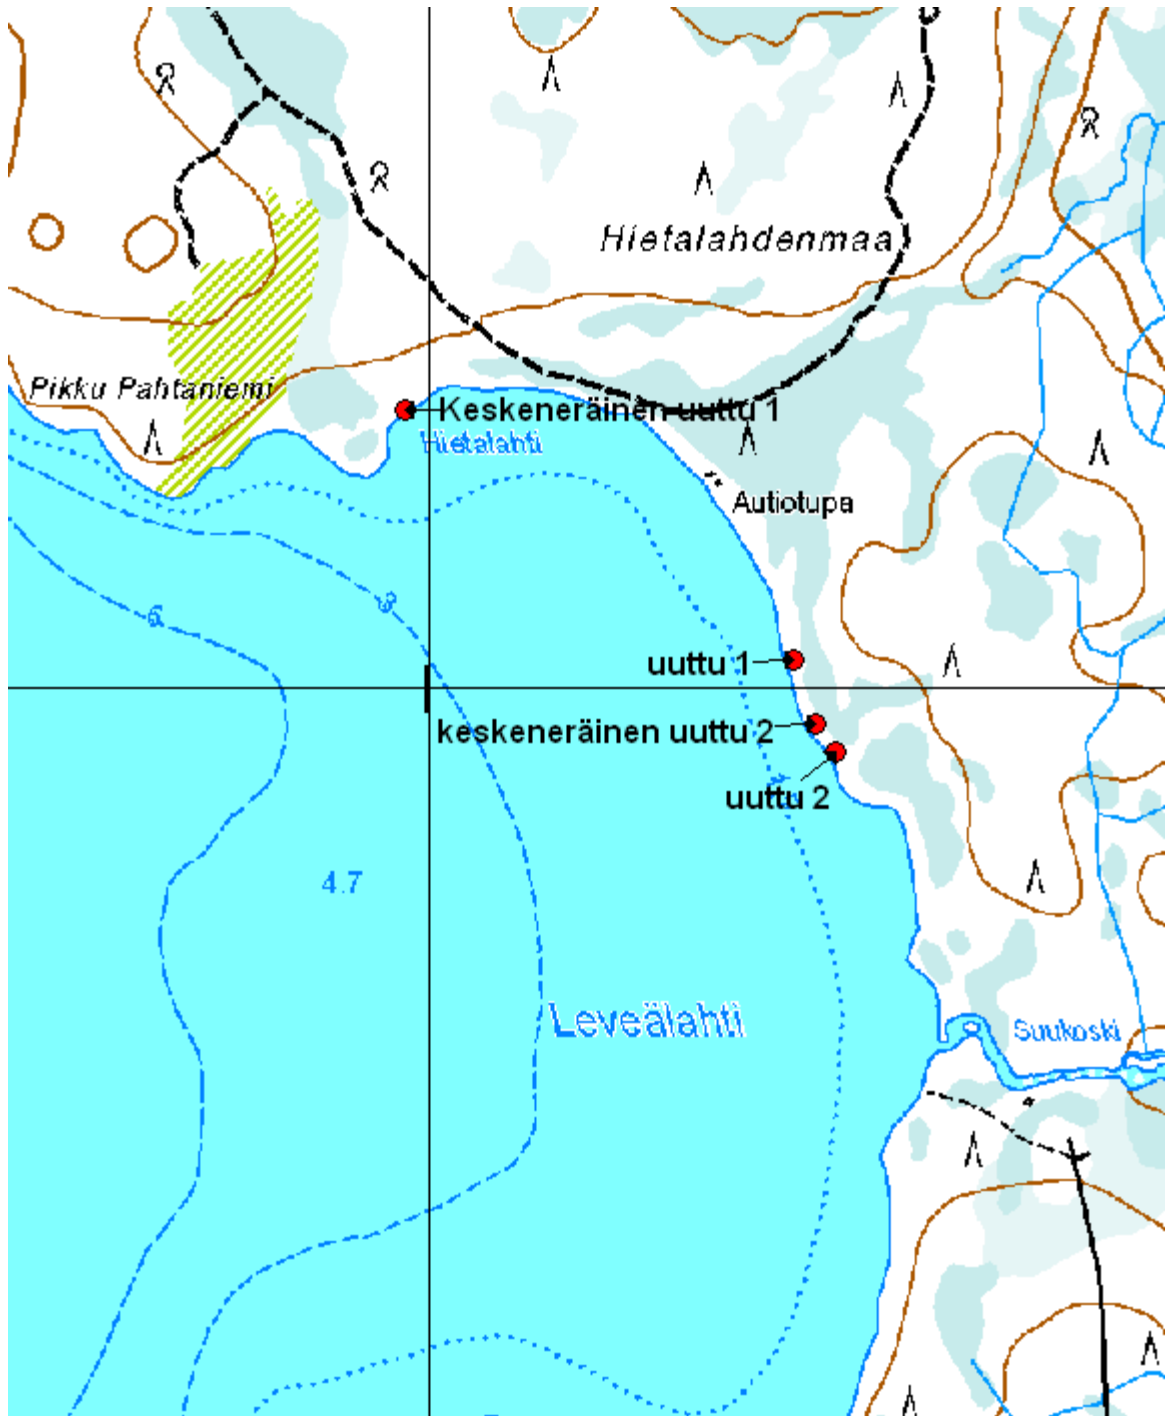 Hietalahdenmaa
Pikku Pahtaniemi
Keskeneräinen uuttu 1
Hietalahti
Autiotupa
6
3
uuttu 1
keskeneräinen uuttu 2
uuttu 2
4.7
Leveälahti
Suukoski